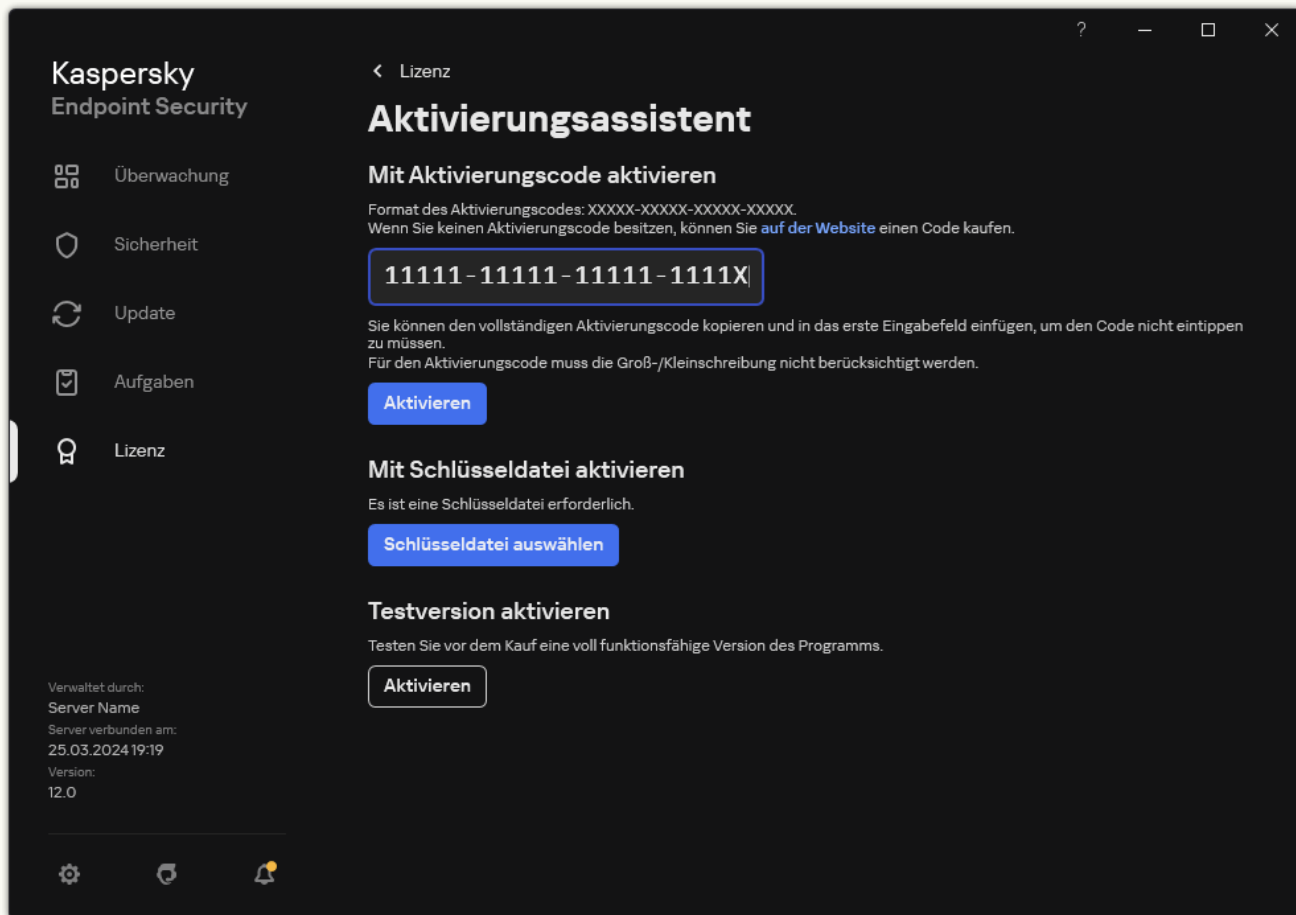 ?
Kaspersky
Endpoint Security
Überwachung
Sicherheit
Update
Aufgaben
Lizenz
Verwaltet durch:
Server Name
Server verbunden am:
25.03.2024 19:19
Version:
12.0
Lizenz
Aktivierungsassistent
Mit Aktivierungscode aktivieren
Format des Aktivierungscodes: XXXXX-XXXXX-XXXXX-XXXXX.
Wenn Sie keinen Aktivierungscode besitzen, können Sie auf der Website einen Code kaufen.
11111-11111-11111-1111X
Sie können den vollständigen Aktivierungscode kopieren und in das erste Eingabefeld einfügen, um den Code nicht eintippen
zu müssen.
Für den Aktivierungscode muss die Groß-/Kleinschreibung nicht berücksichtigt werden.
Aktivieren
Mit Schlüsseldatei aktivieren
Es ist eine Schlüsseldatei erforderlich.
Schlüsseldatei auswählen
Testversion aktivieren
Testen Sie vor dem Kauf eine voll funktionsfähige Version des Programms.
Aktivieren